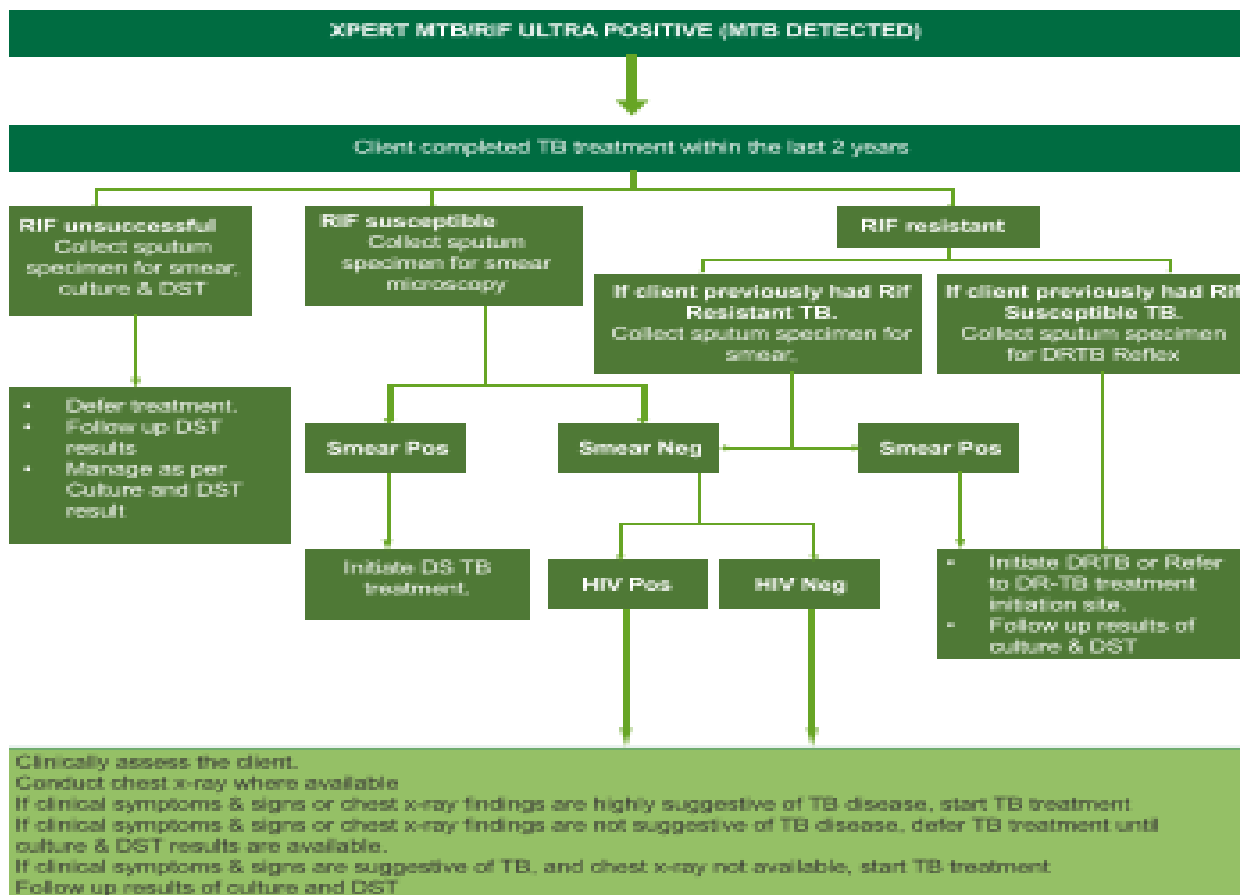 XPERT MTB/RIF ULTRA POSITIVE (MTB DETECTED)
Client completed TB treatment within the last 2 years
RIF unsuccessful
Collect sputum
specimen for smear,
culture & DST
RIF susceptible
Collect sputum
specimen for smear
microscopy
RIF resistant
If client previously had Rif
Resistant TB.
Collect sputum specimen for
smear.
If client previously had Rif
Susceptible TB.
Collect sputum specimen
for DRTB Reflex
• Defer treatment.
• Follow up DST
results
• Manage as per
Culture and DST
result
Smear Pos
Smear Neg
Smear Pos
Initiate DS TB
treatment.
HIV Pos
HIV Neg
• Initiate DRTB or Refer
to DR-TB treatment
initiation site.
• Follow up results of
culture & DST
Clinically assess the client.
Conduct chest x-ray where available
If clinical symptoms & signs or chest x-ray findings are highly suggestive of TB disease, start TB treatment
If clinical symptoms & signs or chest x-ray findings are not suggestive of TB disease, defer TB treatment until
culture & DST results are available.
If clinical symptoms & signs are suggestive of TB, and chest x-ray not available, start TB treatment
Follow up results of culture and DST